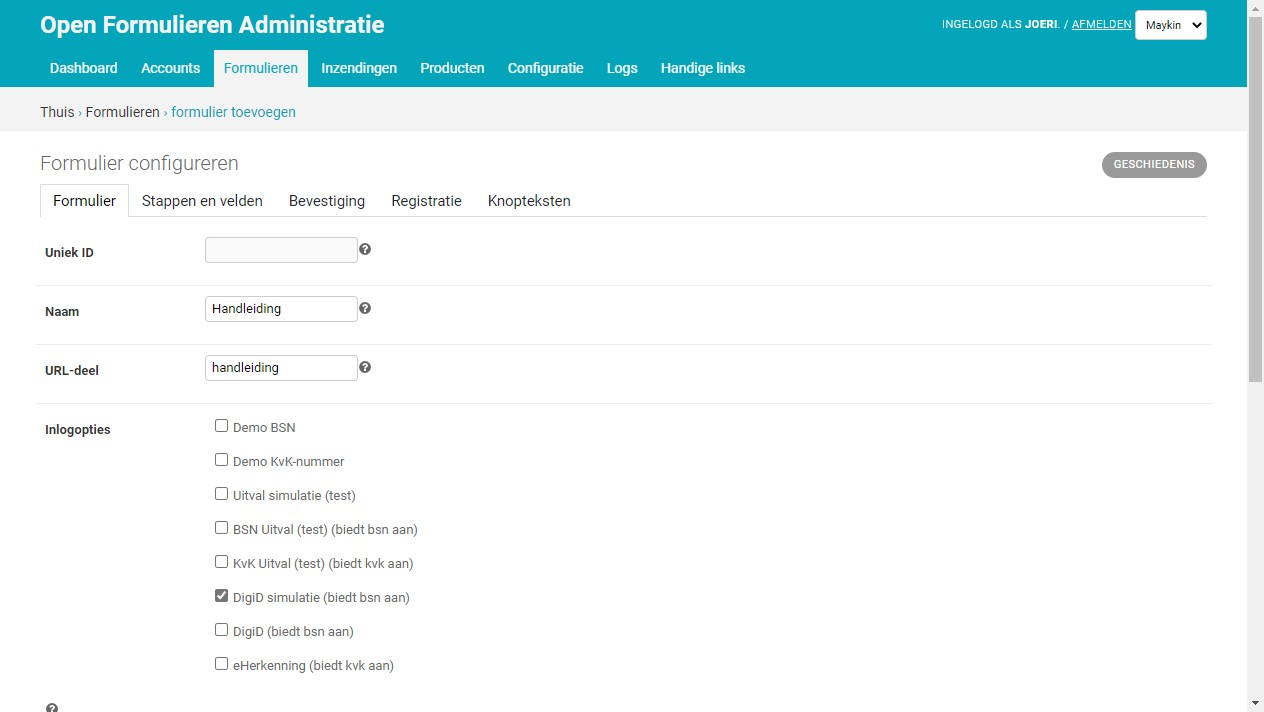 Open Formulieren Administratie
INGELOGD ALS JOERI. / AFMELDEN Maykin
Dashboard Accounts Formulieren Inzendingen Producten Configuratie Logs Handige links
Thuis › Formulieren › formulier toevoegen
Formulier configureren
GESCHIEDENIS
Formulier Stappen en velden Bevestiging Registratie Knopteksten
Uniek ID
Naam Handleiding
URL-deel handleiding
Inlogopties
Demo BSN
Demo KvK-nummer
Uitval simulatie (test)
BSN Uitval (test) (biedt bsn aan)
KvK Uitval (test) (biedt kvk aan)
DigiD simulatie (biedt bsn aan)
DigiD (biedt bsn aan)
eHerkenning (biedt kvk aan)